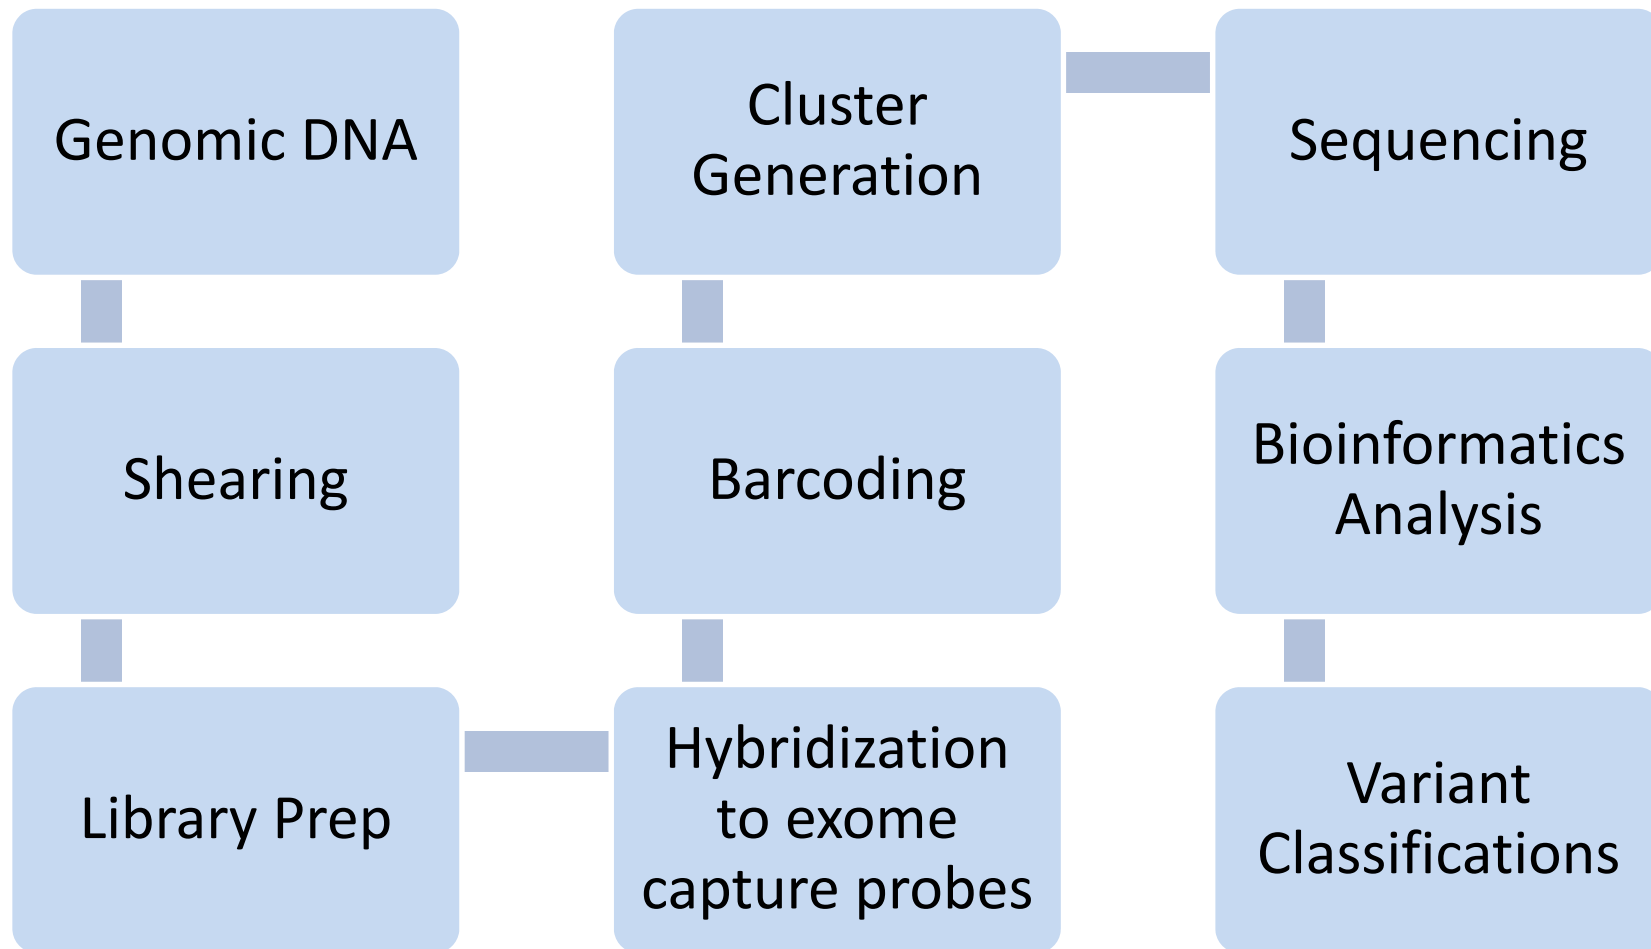 Genomic DNA
Shearing
Library Prep
Hybridization
to exome
capture probes
Barcoding
Cluster
Generation
Sequencing
Bioinformatics
Analysis
Variant
Classifications